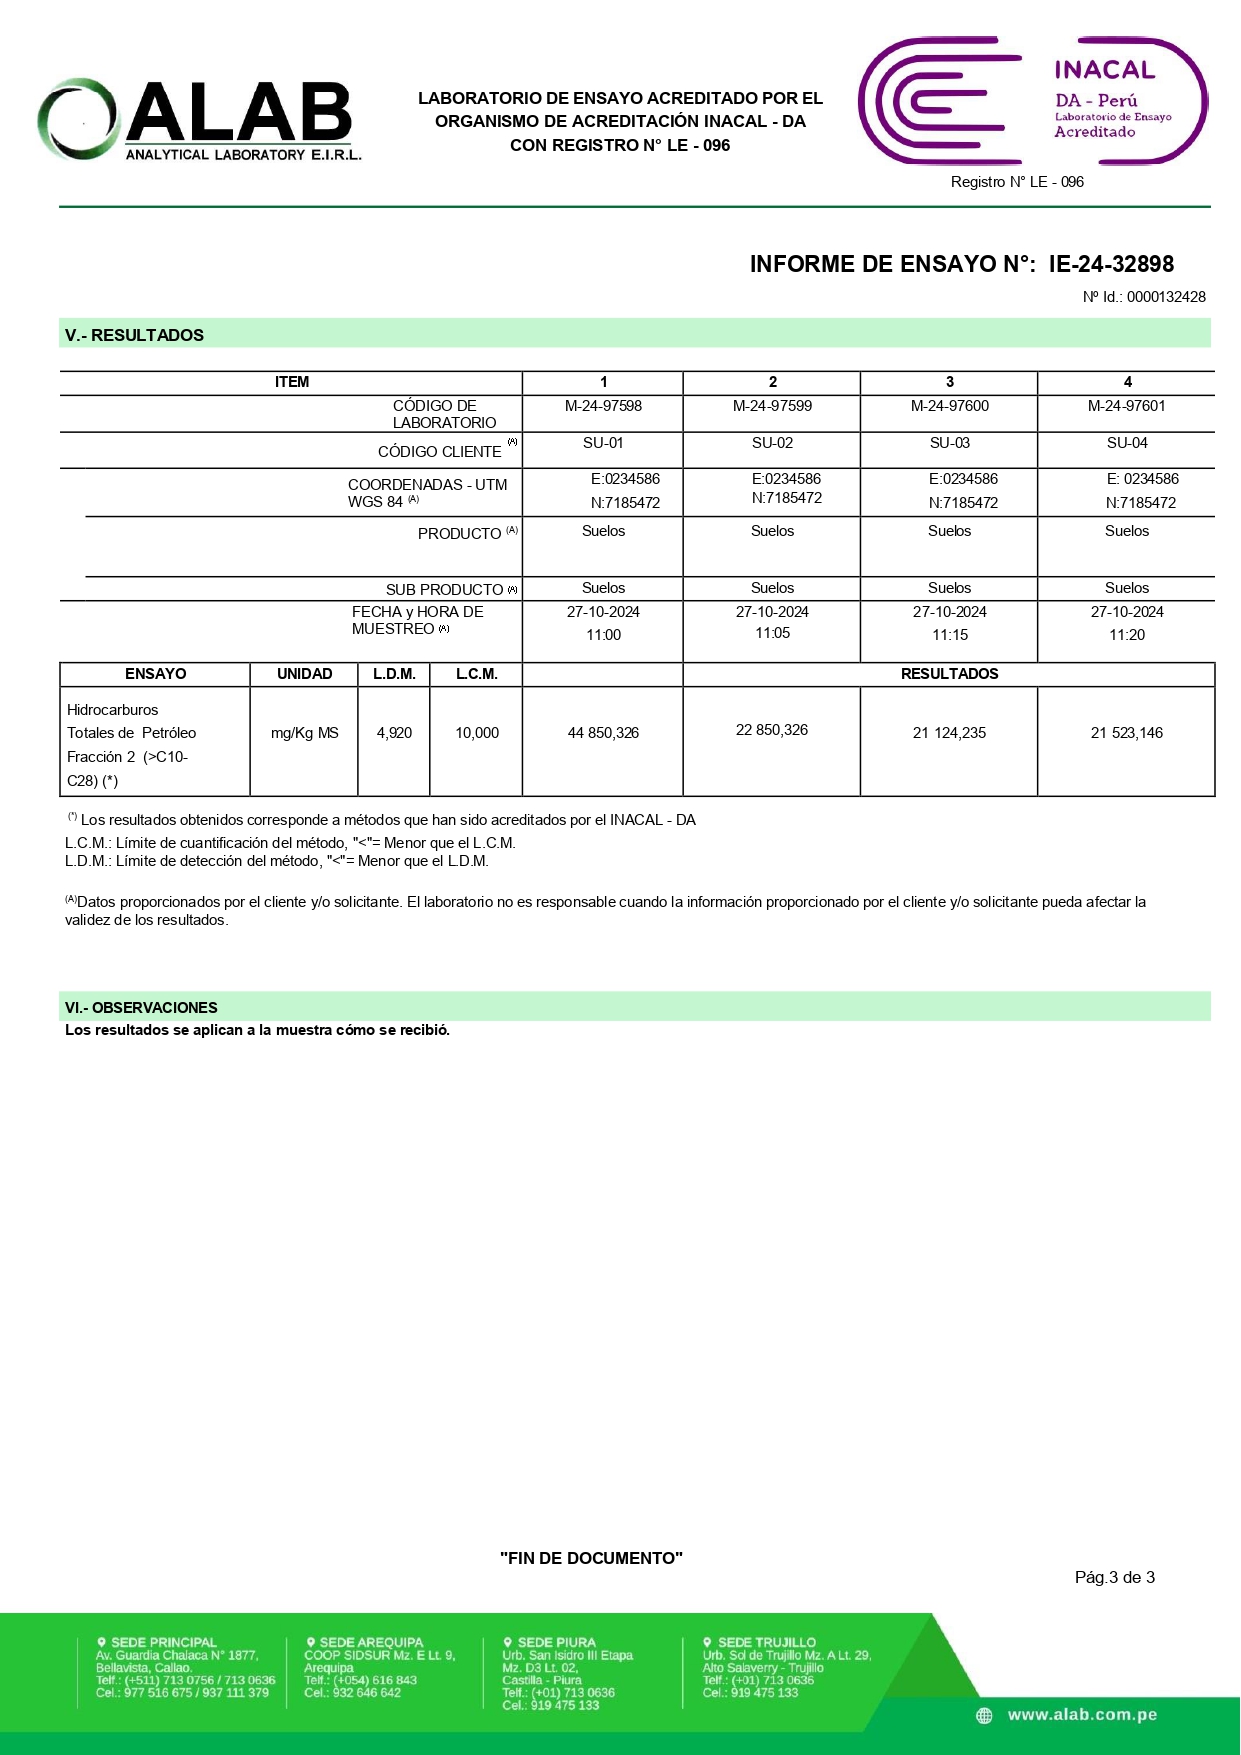 ALAB
ANALYTICAL LABORATORY E.I.R.L.
LABORATORIO DE ENSAYO ACREDITADO POR EL
ORGANISMO DE ACREDITACIÓN INACAL - DA
CON REGISTRO N° LE - 096
INACAL
DA - Perú
Laboratorio de Ensayo
Acreditado
Registro N° LE - 096
INFORME DE ENSAYO N°: IE-24-32898
Nº Id.: 0000132428
V.- RESULTADOS
ITEM 1 2 3 4
CÓDIGO DE
LABORATORIO M-24-97598 M-24-97599 M-24-97600 M-24-97601
CÓDIGO CLIENTE (A) SU-01 SU-02 SU-03 SU-04
COORDENADAS - UTM E:0234586 E:0234586 E:0234586 E: 0234586
WGS 84 (A) N:7185472 N:7185472 N:7185472 N:7185472
PRODUCTO (A) Suelos Suelos Suelos Suelos
SUB PRODUCTO (A) Suelos Suelos Suelos Suelos
FECHA y HORA DE 27-10-2024 27-10-2024 27-10-2024 27-10-2024
MUESTREO (A) 11:00 11:05 11:15 11:20
ENSAYO UNIDAD L.D.M. L.C.M. RESULTADOS
Hidrocarburos
Totales de Petróleo mg/Kg MS 4,920 10,000 44 850,326 22 850,326 21 124,235 21 523,146
Fracción 2 (>C10-
C28) (*)
(*) Los resultados obtenidos corresponde a métodos que han sido acreditados por el INACAL - DA
L.C.M.: Límite de cuantificación del método, "<"= Menor que el L.C.M.
L.D.M.: Límite de detección del método, "<"= Menor que el L.D.M.
(A)Datos proporcionados por el cliente y/o solicitante. El laboratorio no es responsable cuando la información proporcionado por el cliente y/o solicitante pueda afectar la
validez de los resultados.
VI.- OBSERVACIONES
Los resultados se aplican a la muestra cómo se recibió.
"FIN DE DOCUMENTO"
Pág.3 de 3
SEDE PRINCIPAL
Av. Guardia Chalaca N° 1877,
Bellavista, Callao.
Telf.: (+511) 713 0756 / 713 0636
Cel.: 977 516 675 / 937 111 379
SEDE AREQUIPA
COOP SIDSUR Mz. E Lt. 9,
Arequipa
Telf.: (+054) 616 843
Cel.: 932 646 642
SEDE PIURA
Urb. San Isidro III Etapa
Mz. D3 Lt. 02,
Castilla - Piura
Telf.: (+01) 713 0636
Cel.: 919 475 133
SEDE TRUJILLO
Urb. Sol de Trujillo Mz. A Lt. 29,
Alto Salaverry - Trujillo
Telf.: (+01) 713 0636
Cel.: 919 475 133
www.alab.com.pe